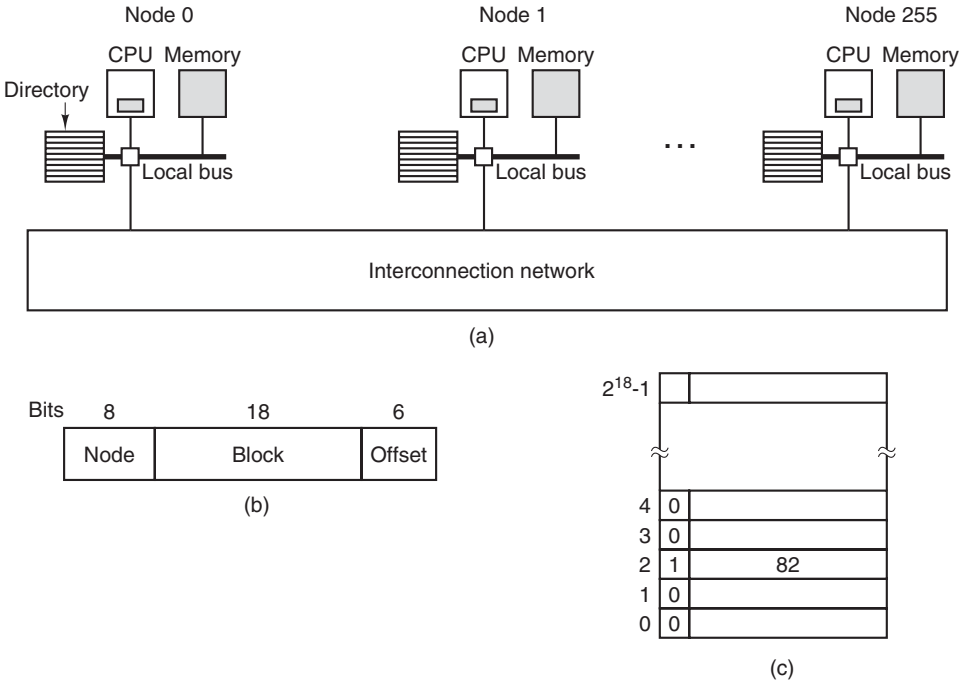 Node 0 Node 1 Node 255
CPU Memory CPU Memory CPU Memory
Directory
...
Local bus Local bus Local bus
Interconnection network
(a)
2^18-1
Bits 8 18 6
Node Block Offset
(b)
4 0
3 0
2 1 82
1 0
0 0
(c)